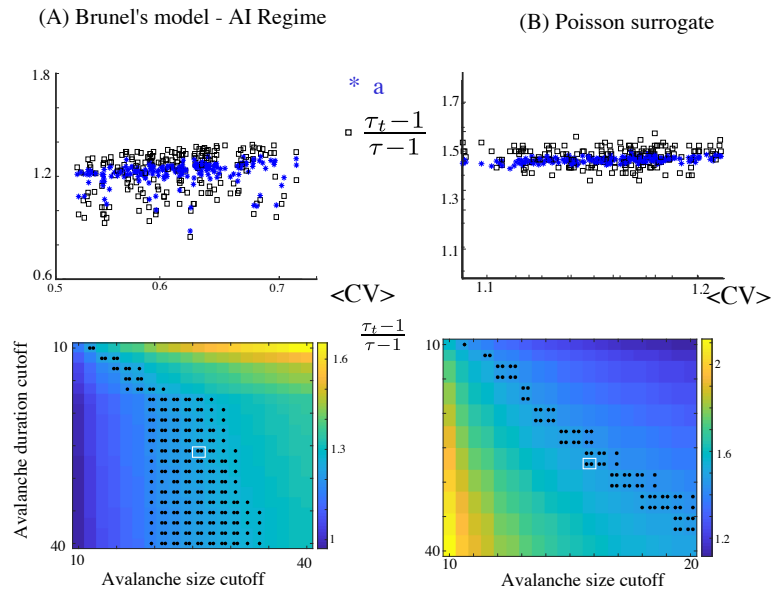 (A) Brunel's model - AI Regime
(B) Poisson surrogate
1.8
1.2
0.6
0.5
0.6
0.7
<CV>
* a
τt−1
τ−1
1.7
1.5
1.3
1.1
1.1
1.2
<CV>
τt−1
τ−1
10
40
Avalanche duration cutoff
10
40
Avalanche size cutoff
1.6
1.3
1
10
40
10
20
Avalanche size cutoff
2
1.6
1.2